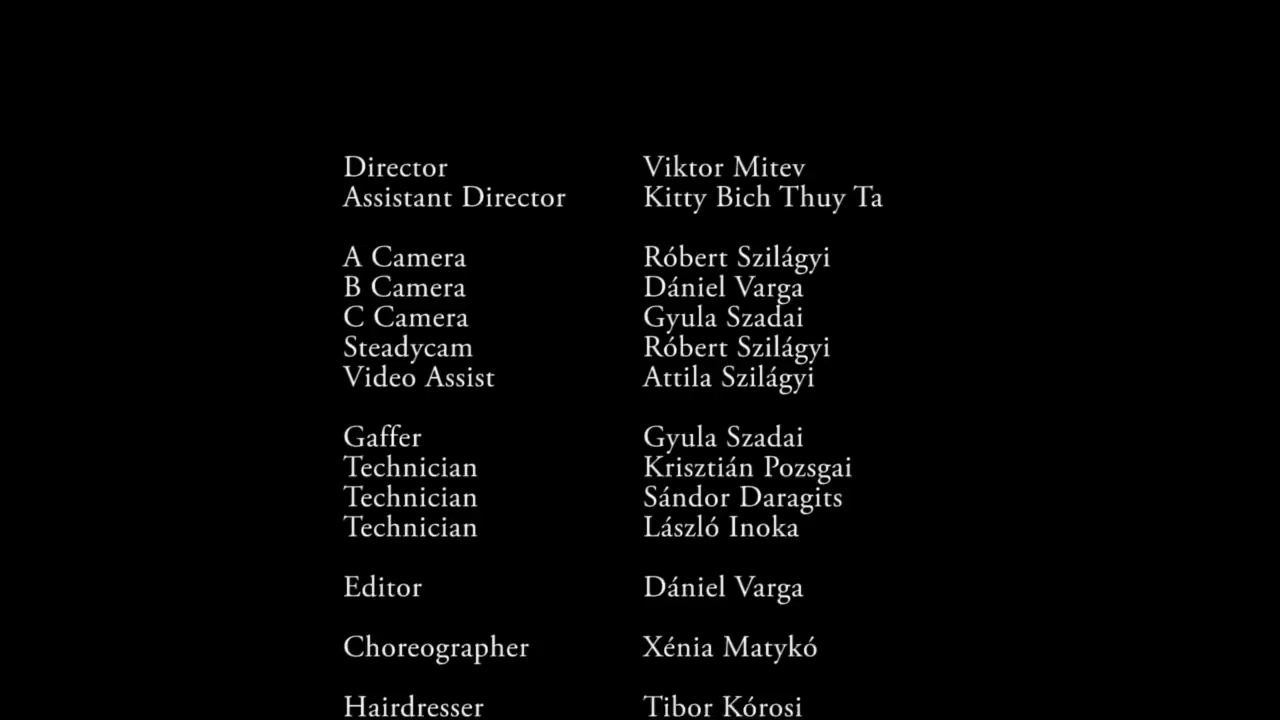 Director Viktor Mitev
Assistant Director Kitty Bich Thuy Ta
A Camera Róbert Szilágyi
B Camera Dániel Varga
C Camera Gyula Szadai
Steadycam Róbert Szilágyi
Video Assist Attila Szilágyi
Gaffer Gyula Szadai
Technician Krisztián Pozsgai
Technician Sándor Daragits
Technician László Inoka
Editor Dániel Varga
Choreographer Xénia Matykó
Hairdresser Tibor Kórosi